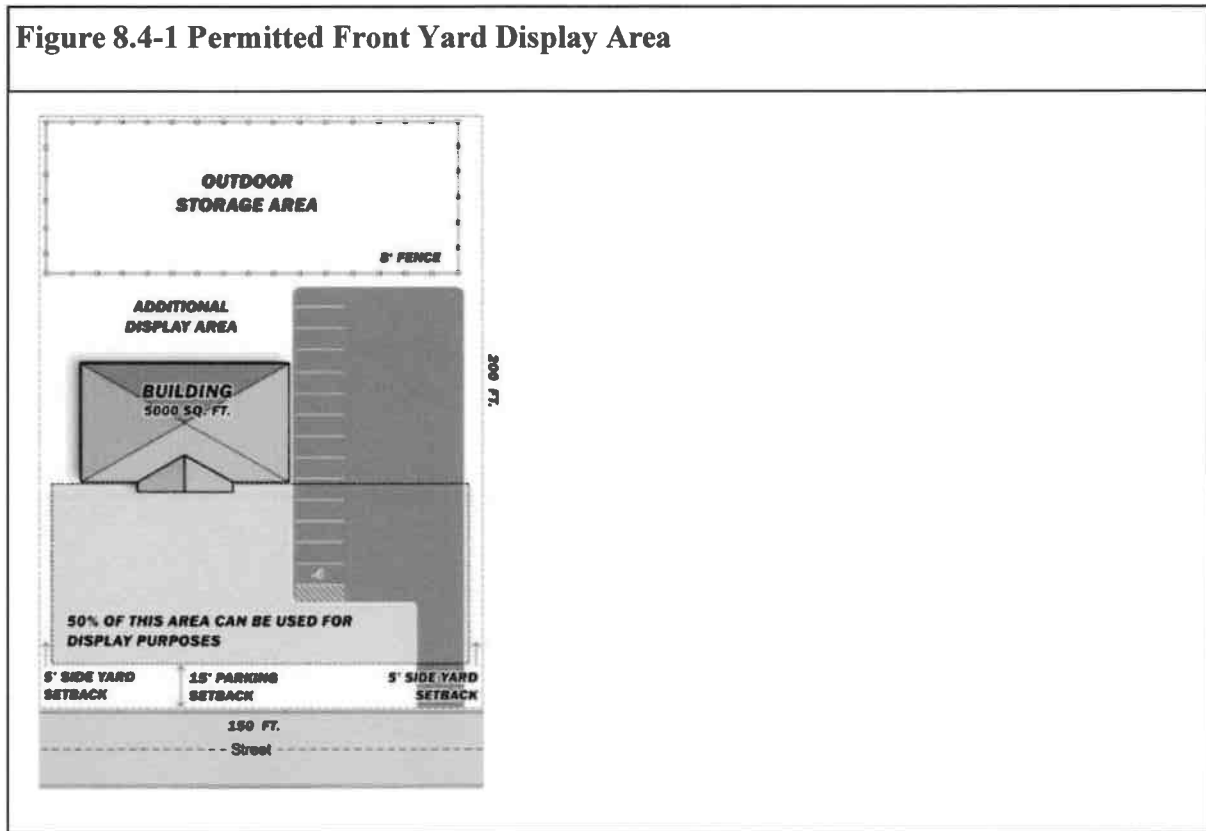 Figure 8.4-1 Permitted Front Yard Display Area
OUTDOOR
STORAGE AREA
8' FENCE
ADDITIONAL
DISPLAY AREA
BUILDING
5000 SQ. FT.
200 FT.
50% OF THIS AREA CAN BE USED FOR
DISPLAY PURPOSES
5' SIDE YARD
SETBACK
15' PARKING
SETBACK
5' SIDE YARD
SETBACK
150 FT.
Street